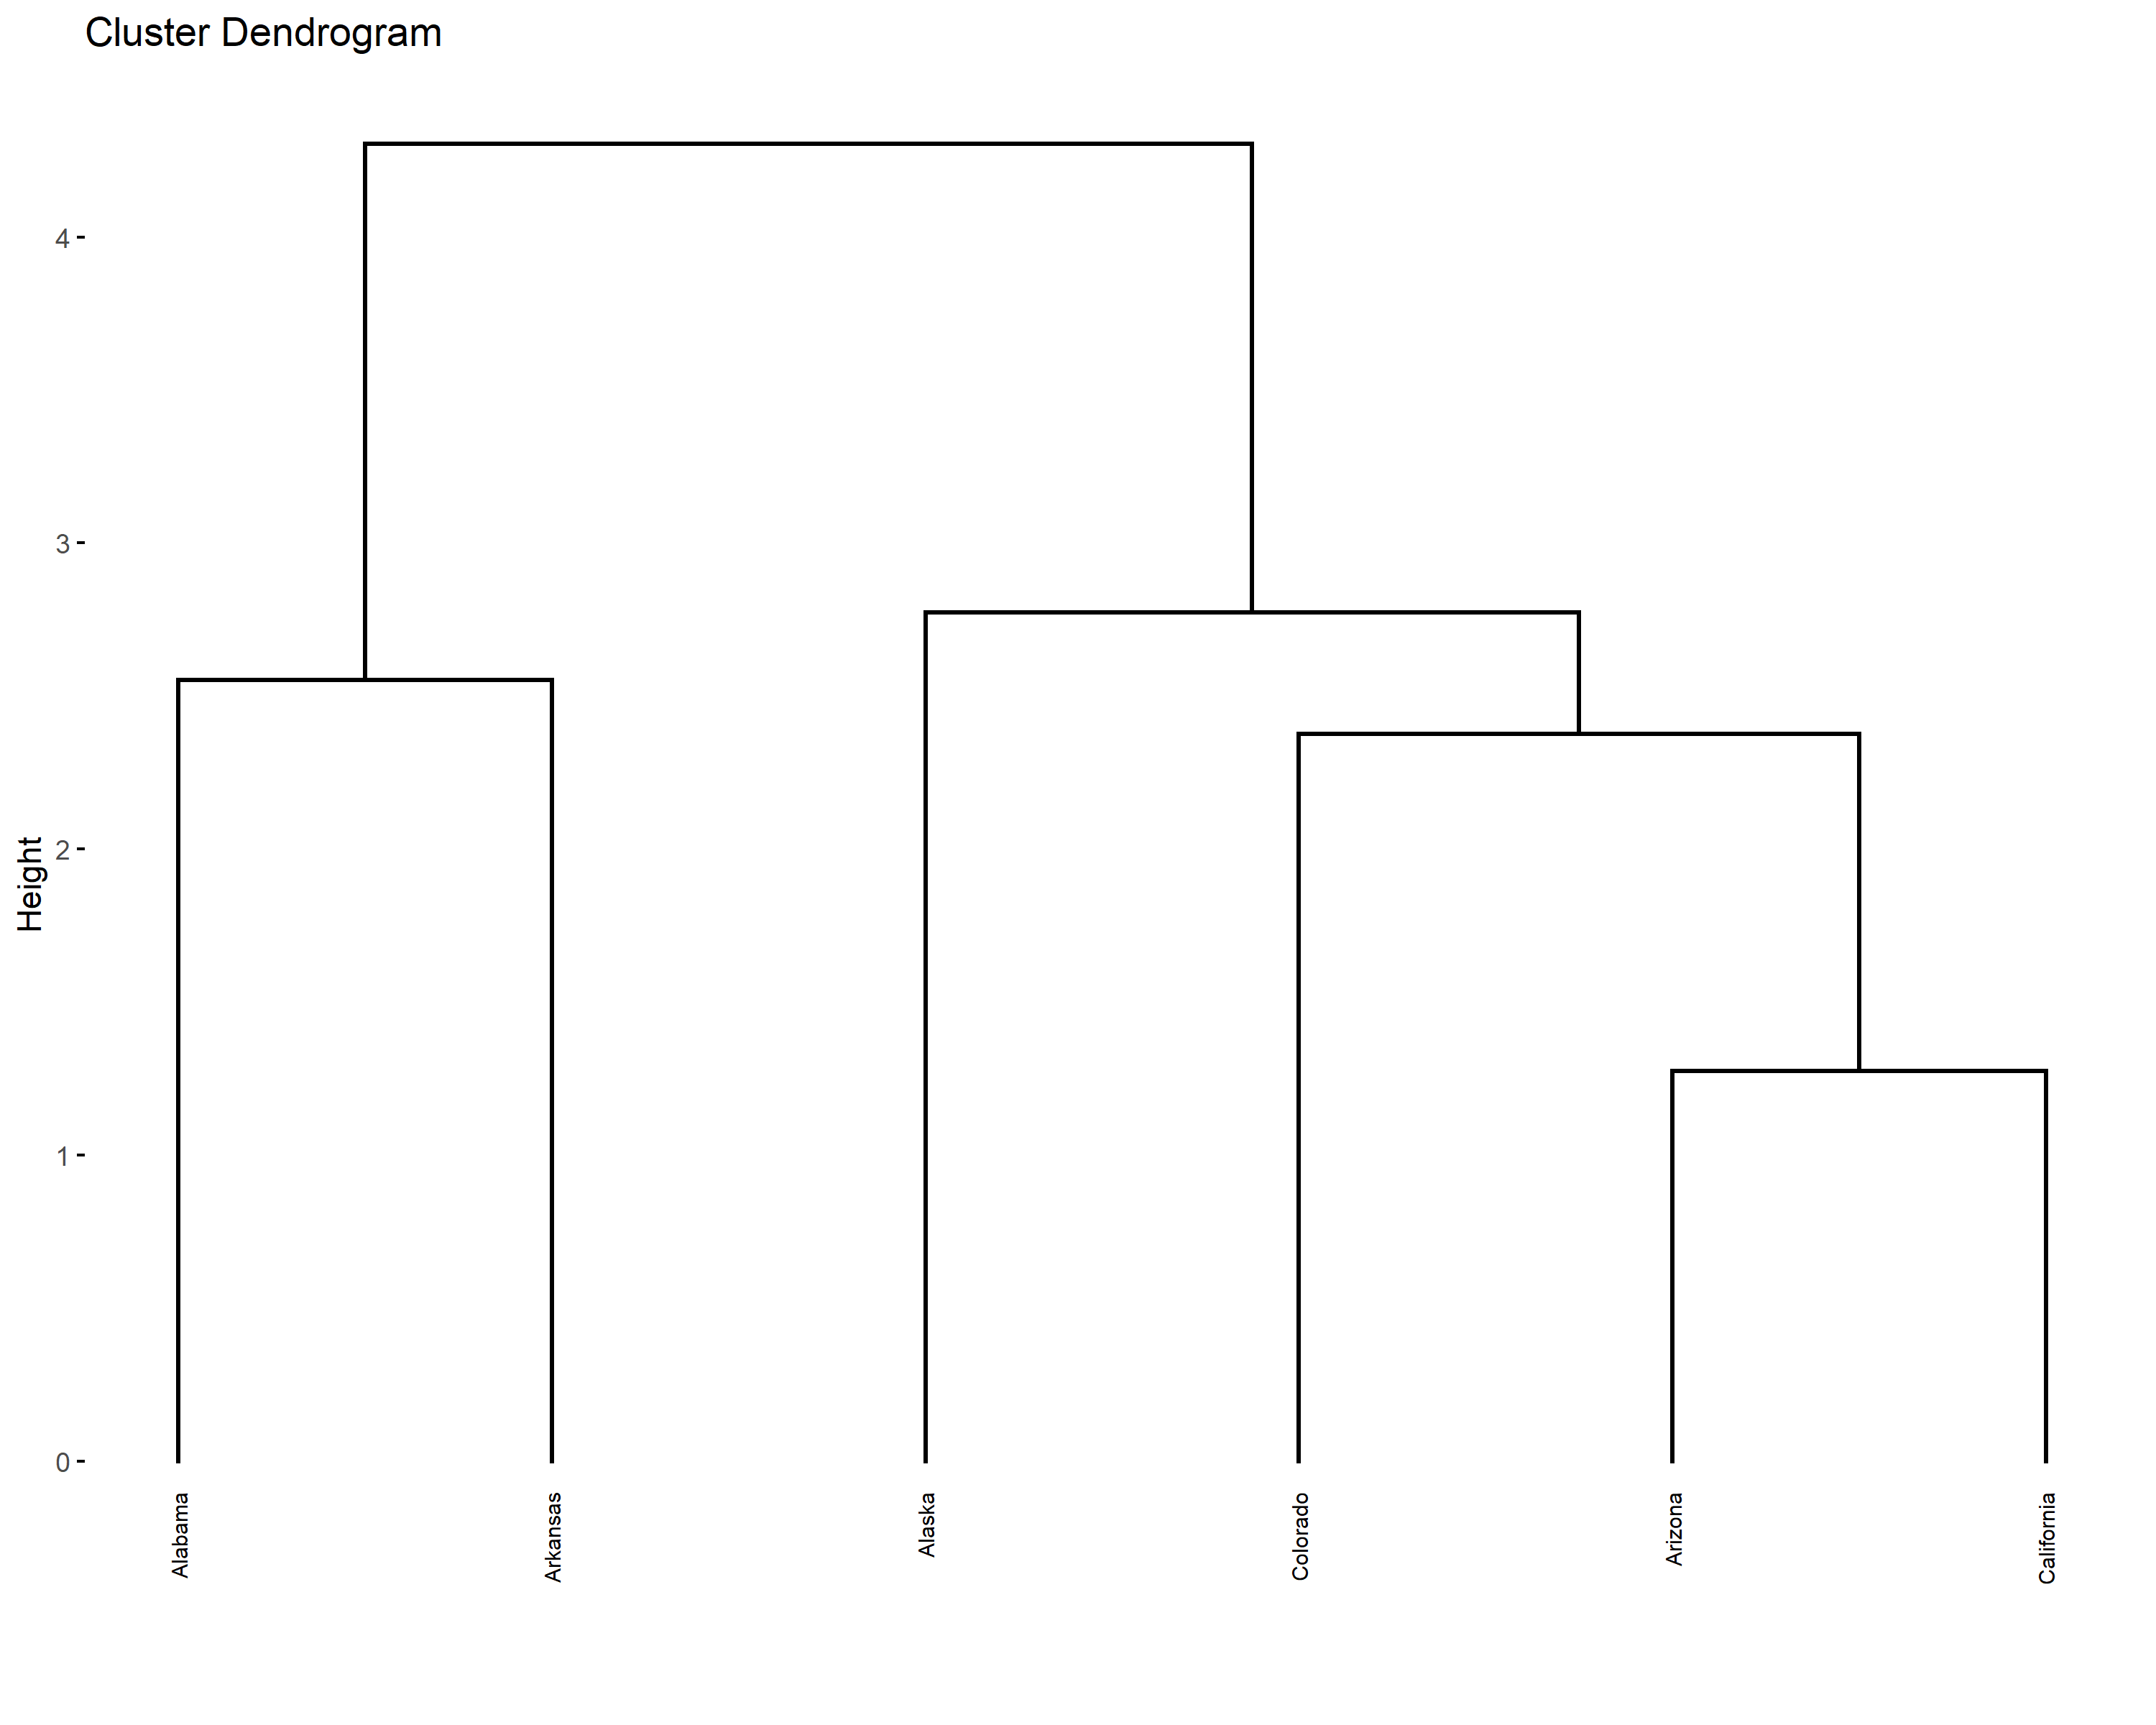 Cluster Dendrogram
Height
4
3
2
1
0
Alabama
Arkansas
Alaska
Colorado
Arizona
California